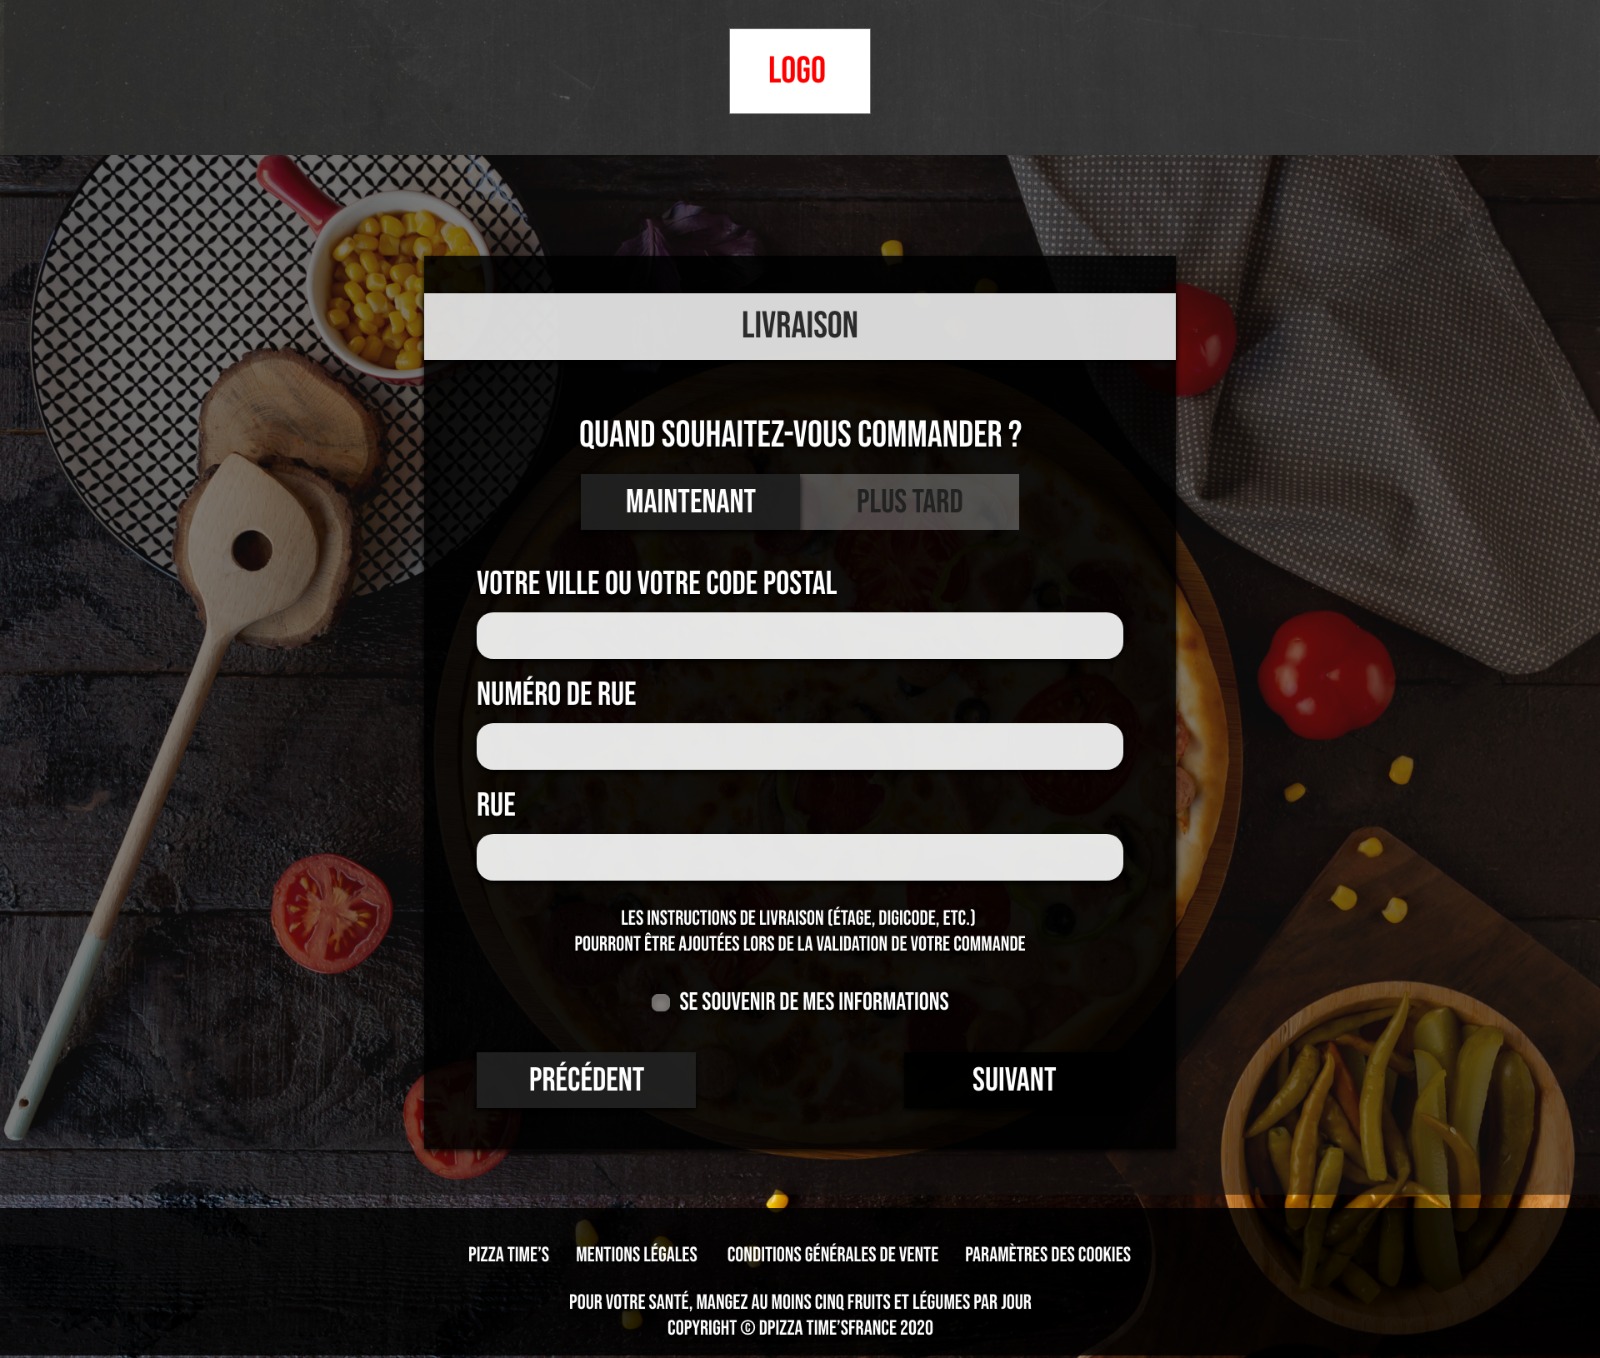 LOGO
LIVRAISON
QUAND SOUHAITEZ-VOUS COMMANDER ?
MAINTENANT PLUS TARD
VOTRE VILLE OU VOTRE CODE POSTAL
NUMÉRO DE RUE
RUE
LES INSTRUCTIONS DE LIVRAISON (ÉTAGE, DIGICODE, ETC.)
POURRONT ÊTRE AJOUTÉES LORS DE LA VALIDATION DE VOTRE COMMANDE
SE SOUVENIR DE MES INFORMATIONS
PRÉCÉDENT SUIVANT
PIZZA TIME'S MENTIONS LÉGALES CONDITIONS GÉNÉRALES DE VENTE PARAMÈTRES DES COOKIES
POUR VOTRE SANTÉ, MANGEZ AU MOINS CINQ FRUITS ET LÉGUMES PAR JOUR
COPYRIGHT © DPIZZA TIME'SFRANCE 2020